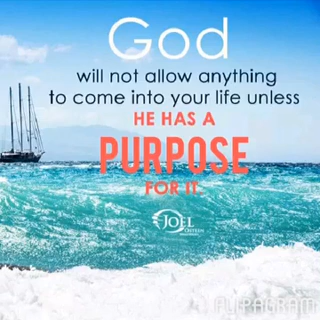 God
will not allow anything
to come into your life unless
HE HAS A
PURPOSE
FOR IT.
JOEL
OSTEEN
FLIPAGRAM